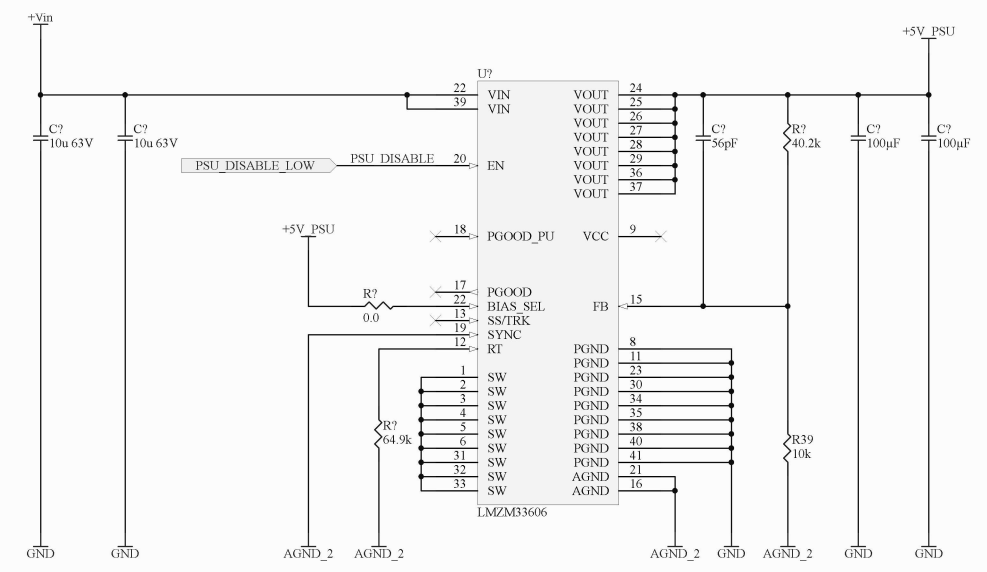 +Vin
+5V_PSU
U?
22 VIN VOUT 24
39 VIN VOUT 25
VOUT 26
VOUT 27
VOUT 28
VOUT 29
VOUT 36
VOUT 37
C?
10u 63V
C?
10u 63V
C?
56pF
R?
40.2k
C?
100µF
C?
100µF
PSU_DISABLE_LOW PSU_DISABLE 20 EN
+5V_PSU
18 PGOOD_PU VCC 9
17 PGOOD
R?
0.0
22 BIAS_SEL FB 15
13 SS/TRK
19 SYNC
12 RT PGND 8
PGND 11
1 SW PGND 23
2 SW PGND 30
3 SW PGND 34
4 SW PGND 35
5 SW PGND 38
6 SW PGND 40
31 SW PGND 41
32 SW AGND 21
33 SW AGND 16
R?
64.9k
R39
10k
LMZM33606
GND GND AGND_2 AGND_2 AGND_2 GND AGND_2 GND GND